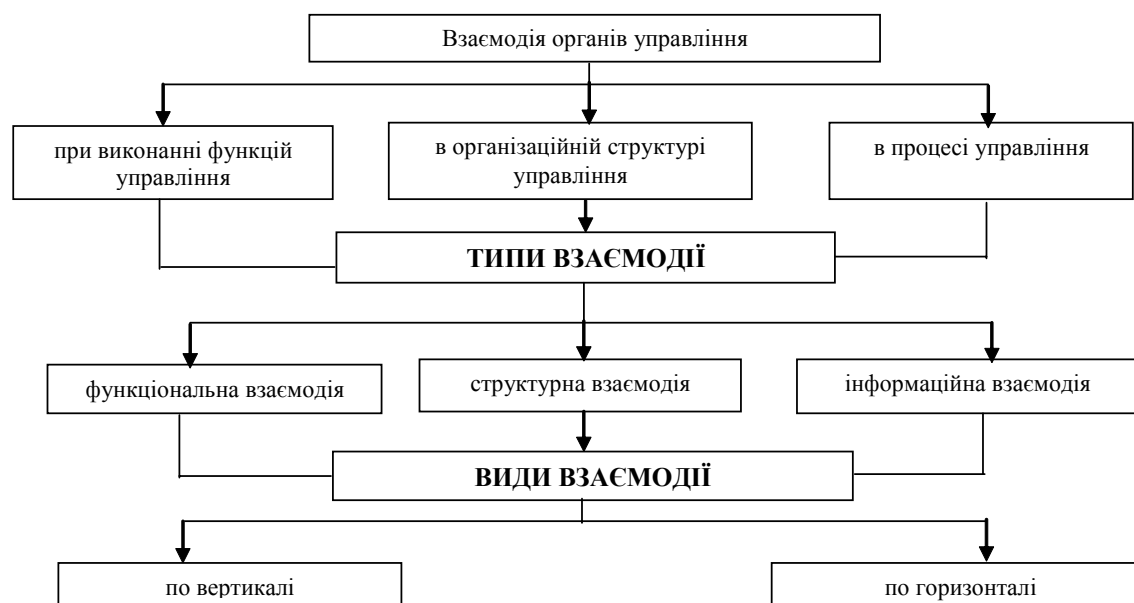 Взаємодія органів управління
при виконанні функцій
управління
в організаційній структурі
управління
в процесі управління
ТИПИ ВЗАЄМОДІЇ
функціональна взаємодія
структурна взаємодія
інформаційна взаємодія
ВИДИ ВЗАЄМОДІЇ
по вертикалі
по горизонталі